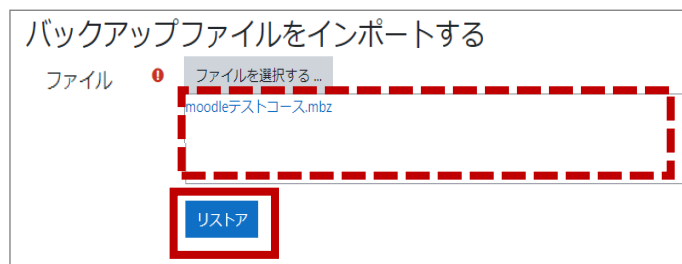 バックアップファイルをインポートする
ファイル
ファイルを選択する ...
moodleテストコース.mbz
リストア